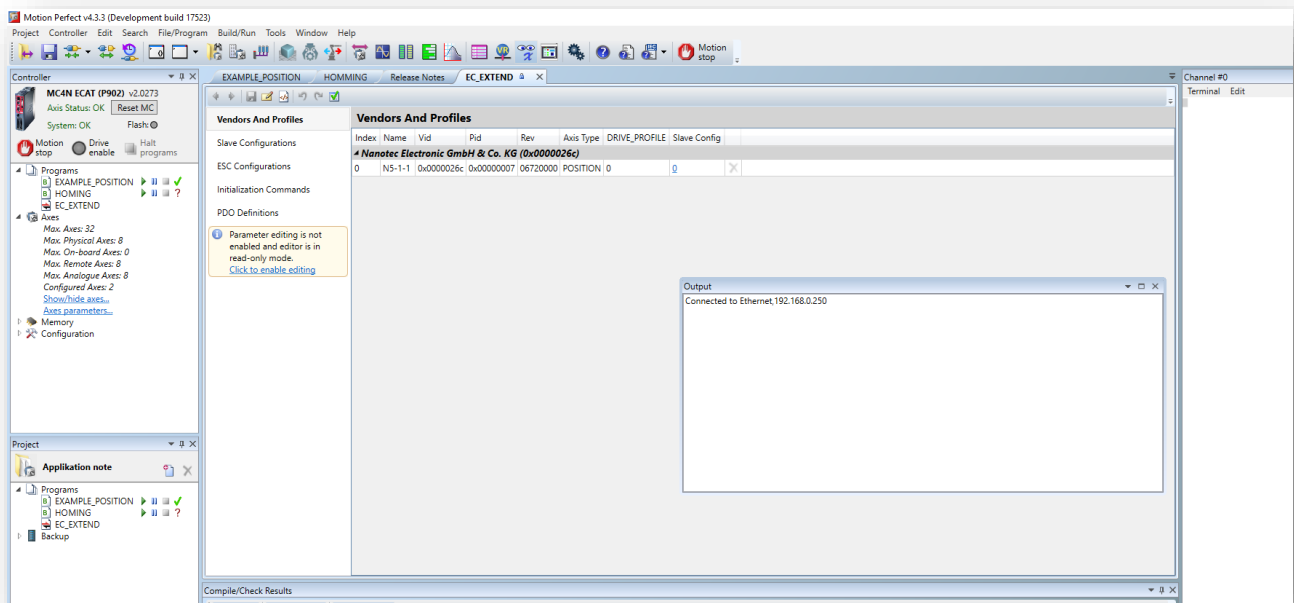 Motion Perfect v4.3.3 (Development build 17523)
Project Controller Edit Search File/Program Build/Run Tools Window Help
Motion stop
Controller
MC4N ECAT (P902) v2.0273
Axis Status: OK Reset MC
System: OK Flash:
Motion stop Drive enable Halt programs
Programs
EXAMPLE_POSITION
HOMING ?
EC_EXTEND
Axes
Max. Axes: 32
Max. Physical Axes: 8
Max. On-board Axes: 0
Max. Remote Axes: 8
Max. Analogue Axes: 8
Configured Axes: 2
Show/hide axes...
Axes parameters...
Memory
Configuration
Project
Applikation note
Programs
EXAMPLE_POSITION
HOMING ?
EC_EXTEND
Backup
EXAMPLE_POSITION HOMMING Release Notes EC_EXTEND
Vendors And Profiles
Slave Configurations
ESC Configurations
Initialization Commands
PDO Definitions
Parameter editing is not
enabled and editor is in
read-only mode.
Click to enable editing
Vendors And Profiles
Index Name Vid Pid Rev Axis Type DRIVE_PROFILE Slave Config
Nanotec Electronic GmbH & Co. KG (0x0000026c)
0 N5-1-1 0x0000026c 0x00000007 06720000 POSITION 0 0
Output
Connected to Ethernet,192.168.0.250
Compile/Check Results
Channel #0
Terminal Edit